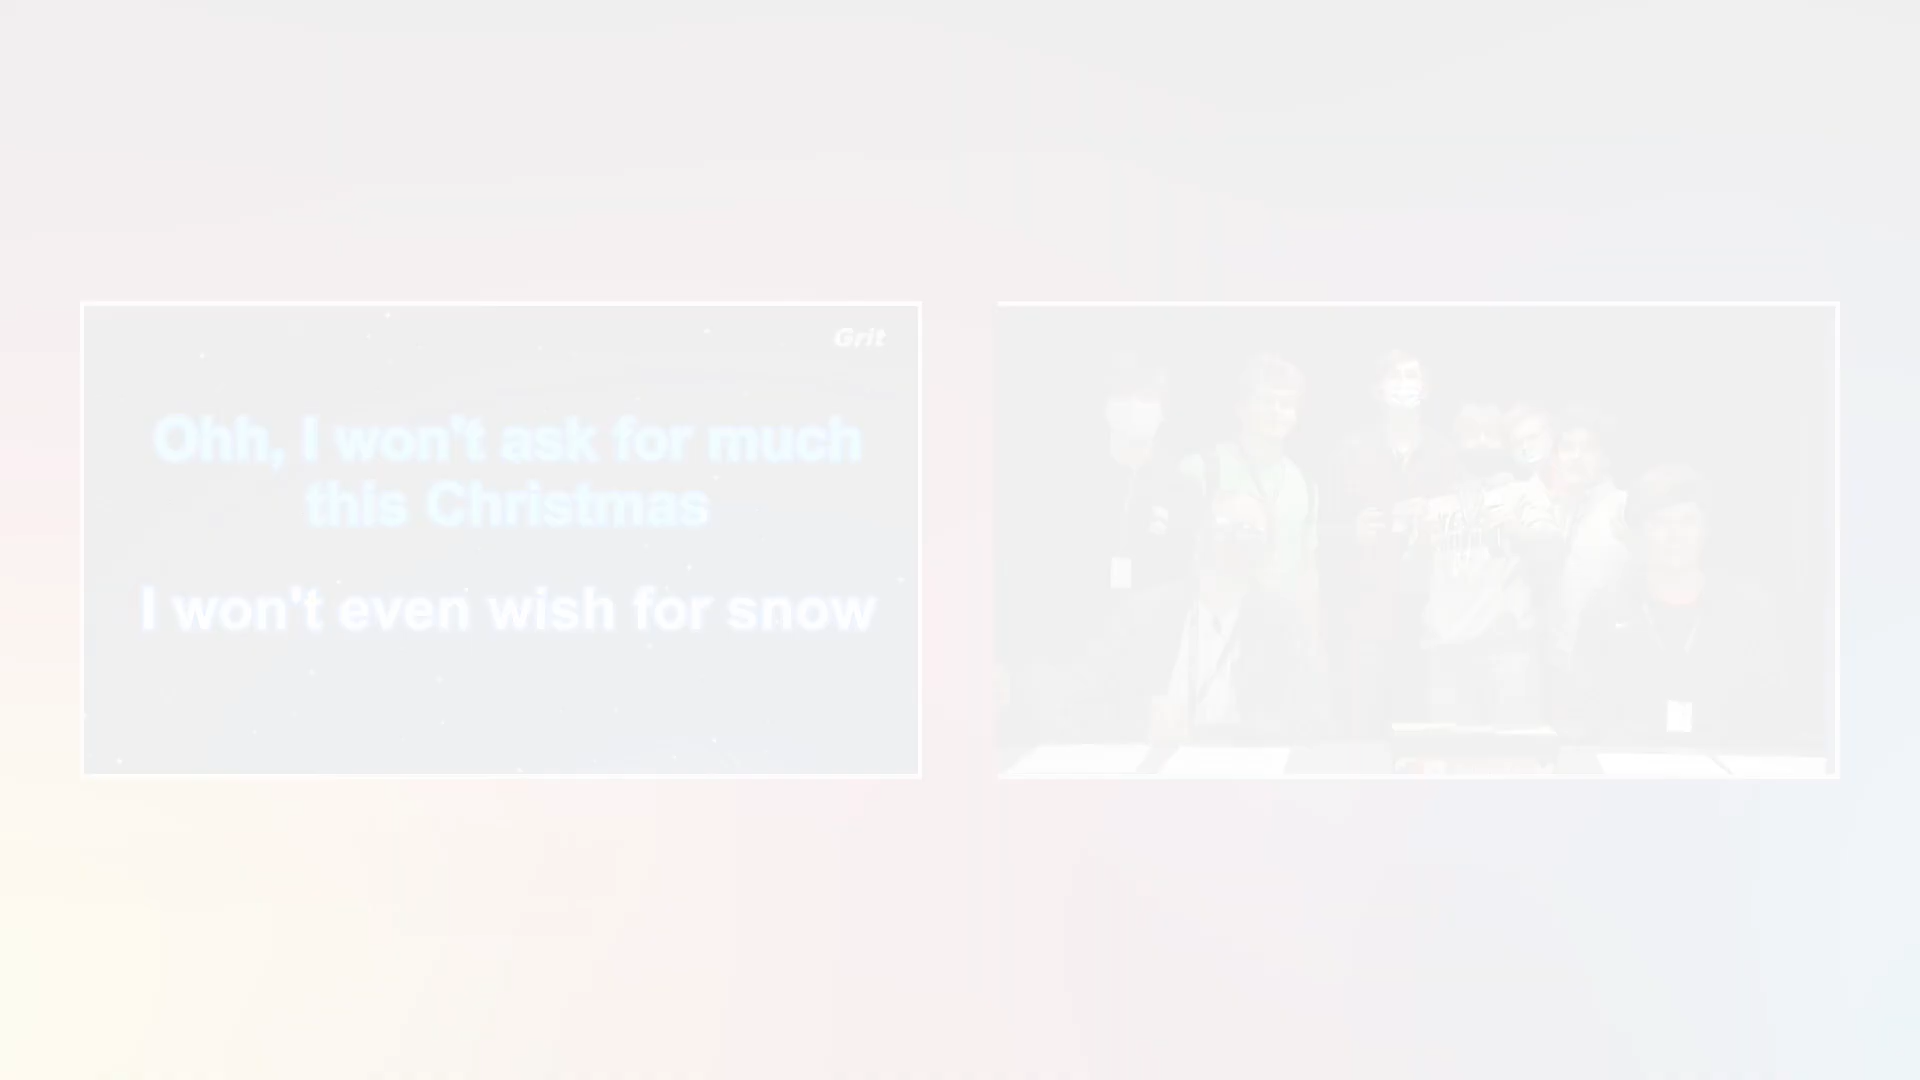 Grit
Ohh, I won't ask for much
this Christmas
I won't even wish for snow